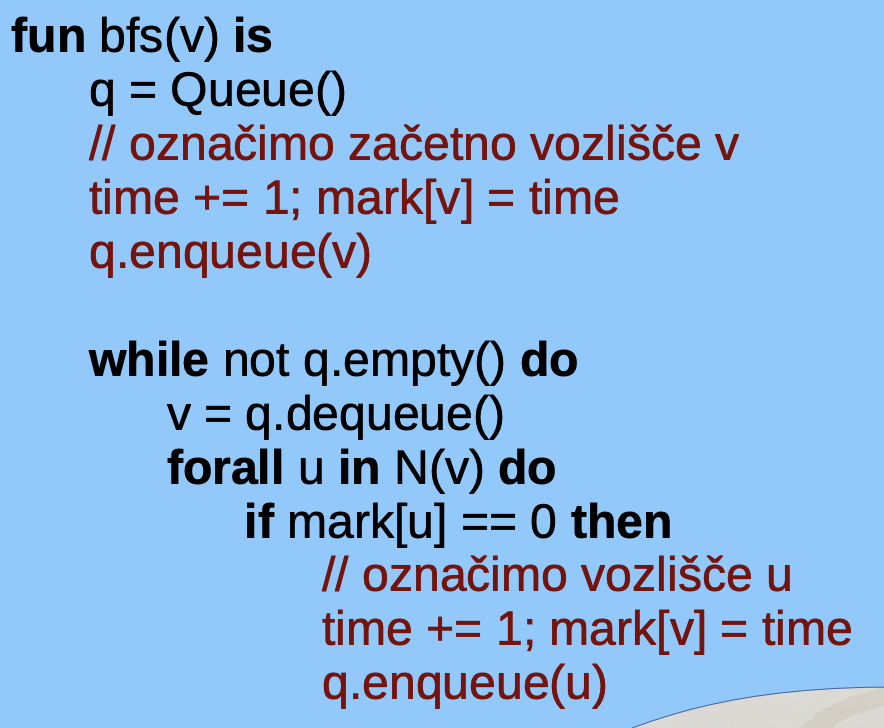 fun bfs(v) is
q = Queue()
// označimo začetno vozlišče v
time += 1; mark[v] = time
q.enqueue(v)
while not q.empty() do
v = q.dequeue()
forall u in N(v) do
if mark[u] == 0 then
// označimo vozlišče u
time += 1; mark[v] = time
q.enqueue(u)